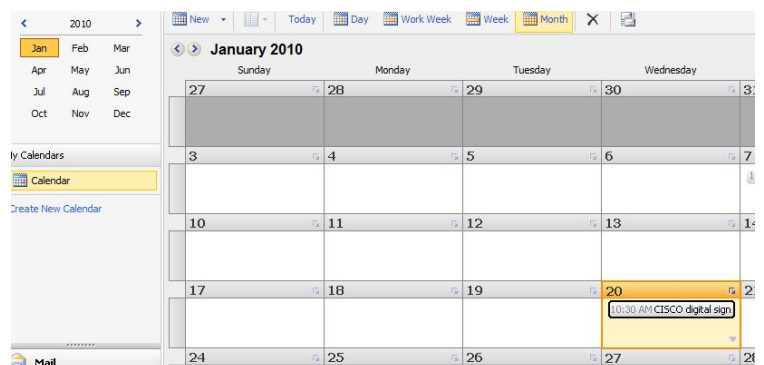 2010
Jan Feb Mar
Apr May Jun
Jul Aug Sep
Oct Nov Dec
y Calendars
Calendar
Create New Calendar
Mail
New Today Day Work Week Week Month
January 2010
Sunday Monday Tuesday Wednesday
27 28 29 30
3 4 5 6 7
10 11 12 13
17 18 19 20
10:30 AM CISCO digital sign
24 25 26 27